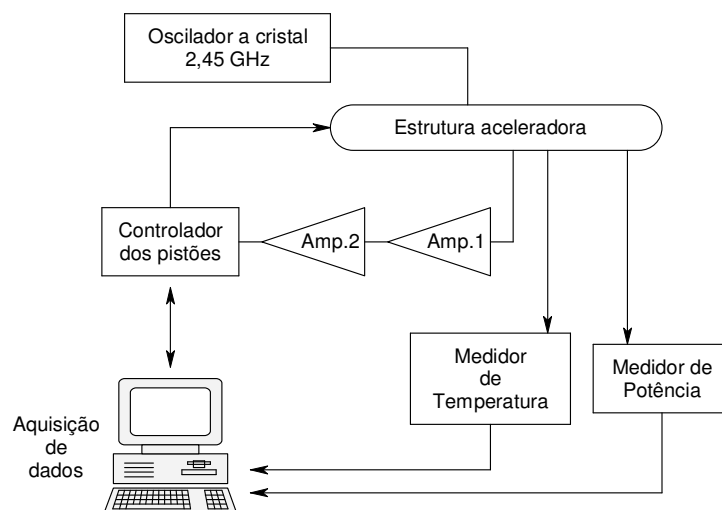 Oscilador a cristal
2,45 GHz
Estrutura aceleradora
Controlador
dos pistões
Amp.2
Amp.1
Medidor
de
Temperatura
Medidor de
Potência
Aquisição
de
dados